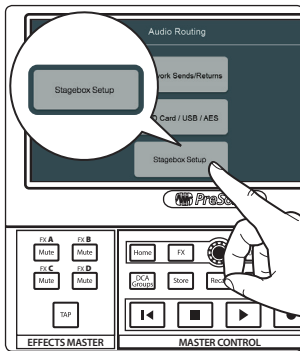 Audio Routing
Stagebox Setup
ork Sends/Returns
Card / USB / AES
Stagebox Setup
PreSo
FX A
FX B
Mute
Mute
FX C
FX D
Mute
Mute
TAP
EFFECTS MASTER
Home
FX
DCA
Groups
Store
Reca
MASTER CONTROL